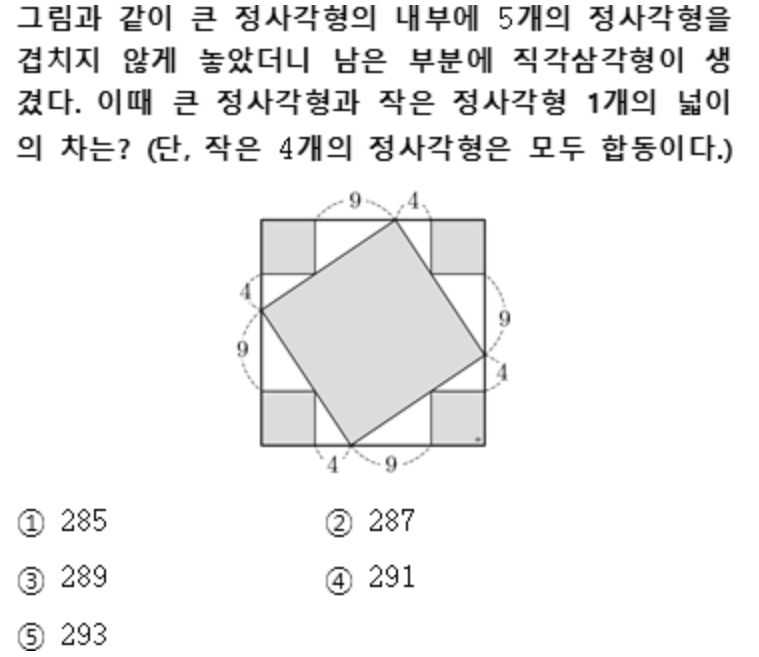 그림과 같이 큰 정사각형의 내부에 5개의 정사각형을
겹치지 않게 놓았더니 남은 부분에 직각삼각형이 생
겼다. 이때 큰 정사각형과 작은 정사각형 1개의 넓이
의 차는? (단, 작은 4개의 정사각형은 모두 합동이다.)
9 4
4 9
9 4
4 9
① 285 ② 287
③ 289 ④ 291
⑤ 293